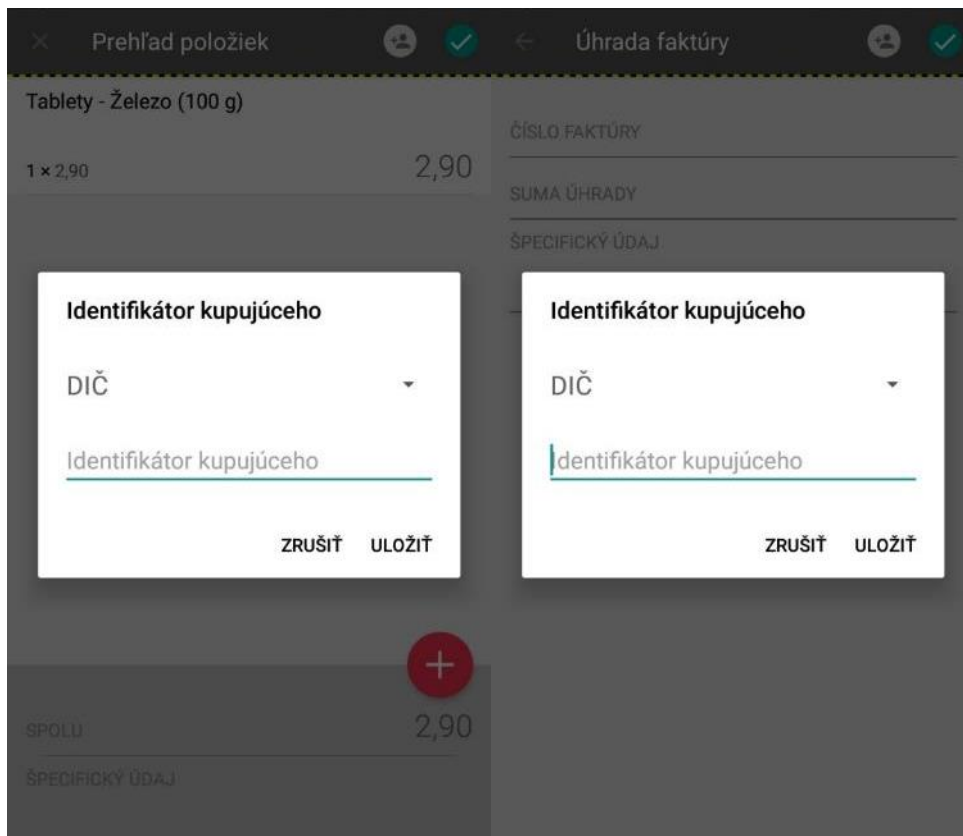 Prehľad položiek
Tablety - Železo (100 g)
1 × 2,90
2,90
Identifikátor kupujúceho
DIČ
Identifikátor kupujúceho
ZRUŠIŤ ULOŽIŤ
SPOLU
2,90
ŠPECIFICKÝ ÚDAJ
Úhrada faktúry
ČÍSLO FAKTÚRY
SUMA ÚHRADY
ŠPECIFICKÝ ÚDAJ
Identifikátor kupujúceho
DIČ
Identifikátor kupujúceho
ZRUŠIŤ ULOŽIŤ